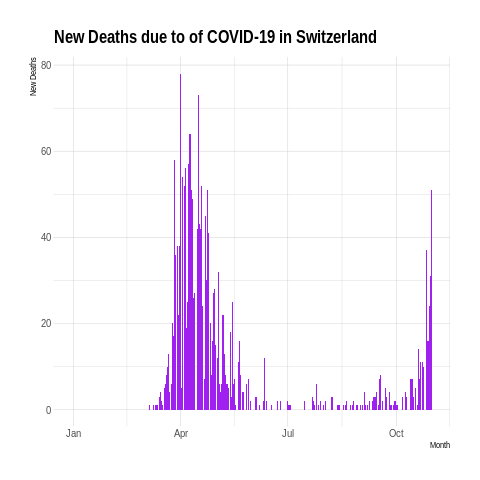 New Deaths due to of COVID-19 in Switzerland
New Deaths
80
60
40
20
0
Jan Apr Jul Oct
Month